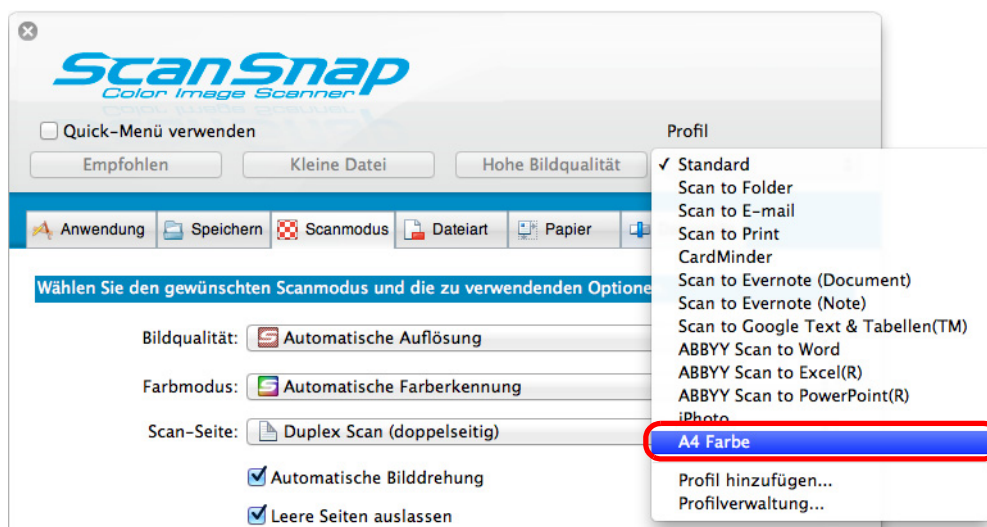 ScanSnap
Color Image Scanner
Quick-Menü verwenden
Profil
Empfohlen
Kleine Datei
Hohe Bildqualität
✓ Standard
Scan to Folder
Scan to E-mail
Scan to Print
CardMinder
Scan to Evernote (Document)
Scan to Evernote (Note)
Scan to Google Text & Tabellen(TM)
ABBYY Scan to Word
ABBYY Scan to Excel(R)
ABBYY Scan to PowerPoint(R)
iPhoto
A4 Farbe
Profil hinzufügen...
Profilverwaltung...
Anwendung
Speichern
Scanmodus
Dateiart
Papier
Wählen Sie den gewünschten Scanmodus und die zu verwendenden Optione
Bildqualität: Automatische Auflösung
Farbmodus: Automatische Farberkennung
Scan-Seite: Duplex Scan (doppelseitig)
Automatische Bilddrehung
Leere Seiten auslassen